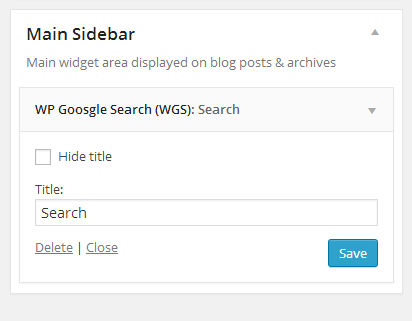 Main Sidebar
Main widget area displayed on blog posts & archives
WP Goosgle Search (WGS): Search
Hide title
Title:
Search
Delete | Close
Save